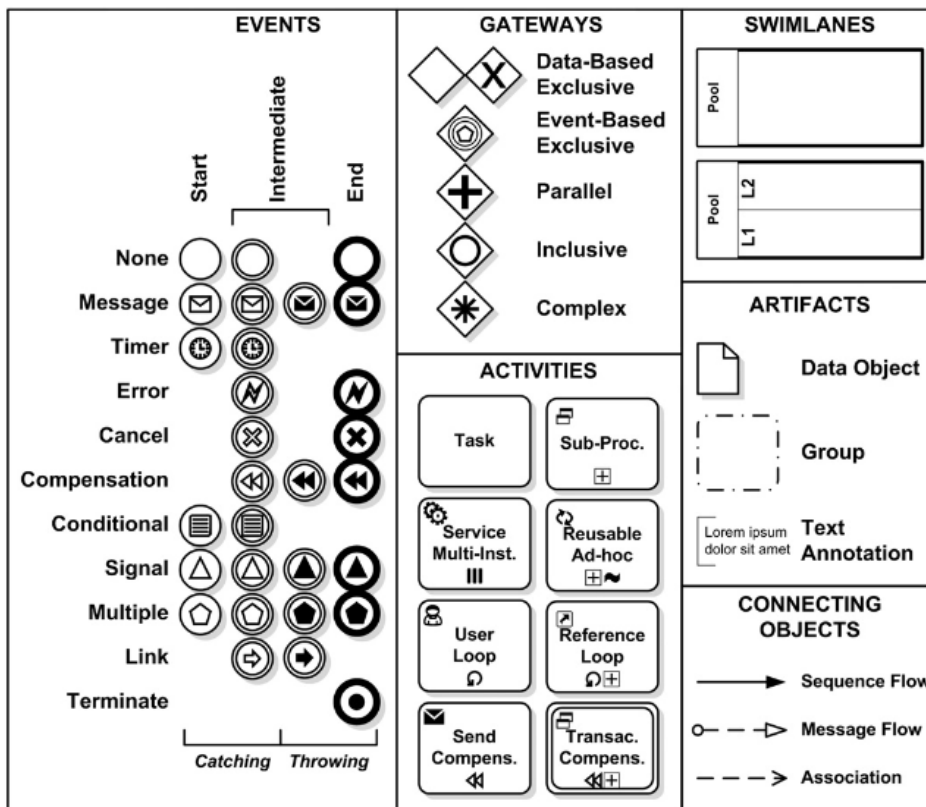 EVENTS
Start
Intermediate
End
None
Message
Timer
Error
Cancel
Compensation
Conditional
Signal
Multiple
Link
Terminate
Catching
Throwing
GATEWAYS
X
Data-Based
Exclusive
Event-Based
Exclusive
Parallel
Inclusive
Complex
ACTIVITIES
Task
Sub-Proc.
Service
Multi-Inst.
Reusable
Ad-hoc
User
Loop
Reference
Loop
Send
Compens.
Transac.
Compens.
SWIMLANES
Pool
Pool
L2
L1
ARTIFACTS
Data Object
Group
Lorem ipsum
dolor sit amet
Text
Annotation
CONNECTING
OBJECTS
Sequence Flow
Message Flow
Association